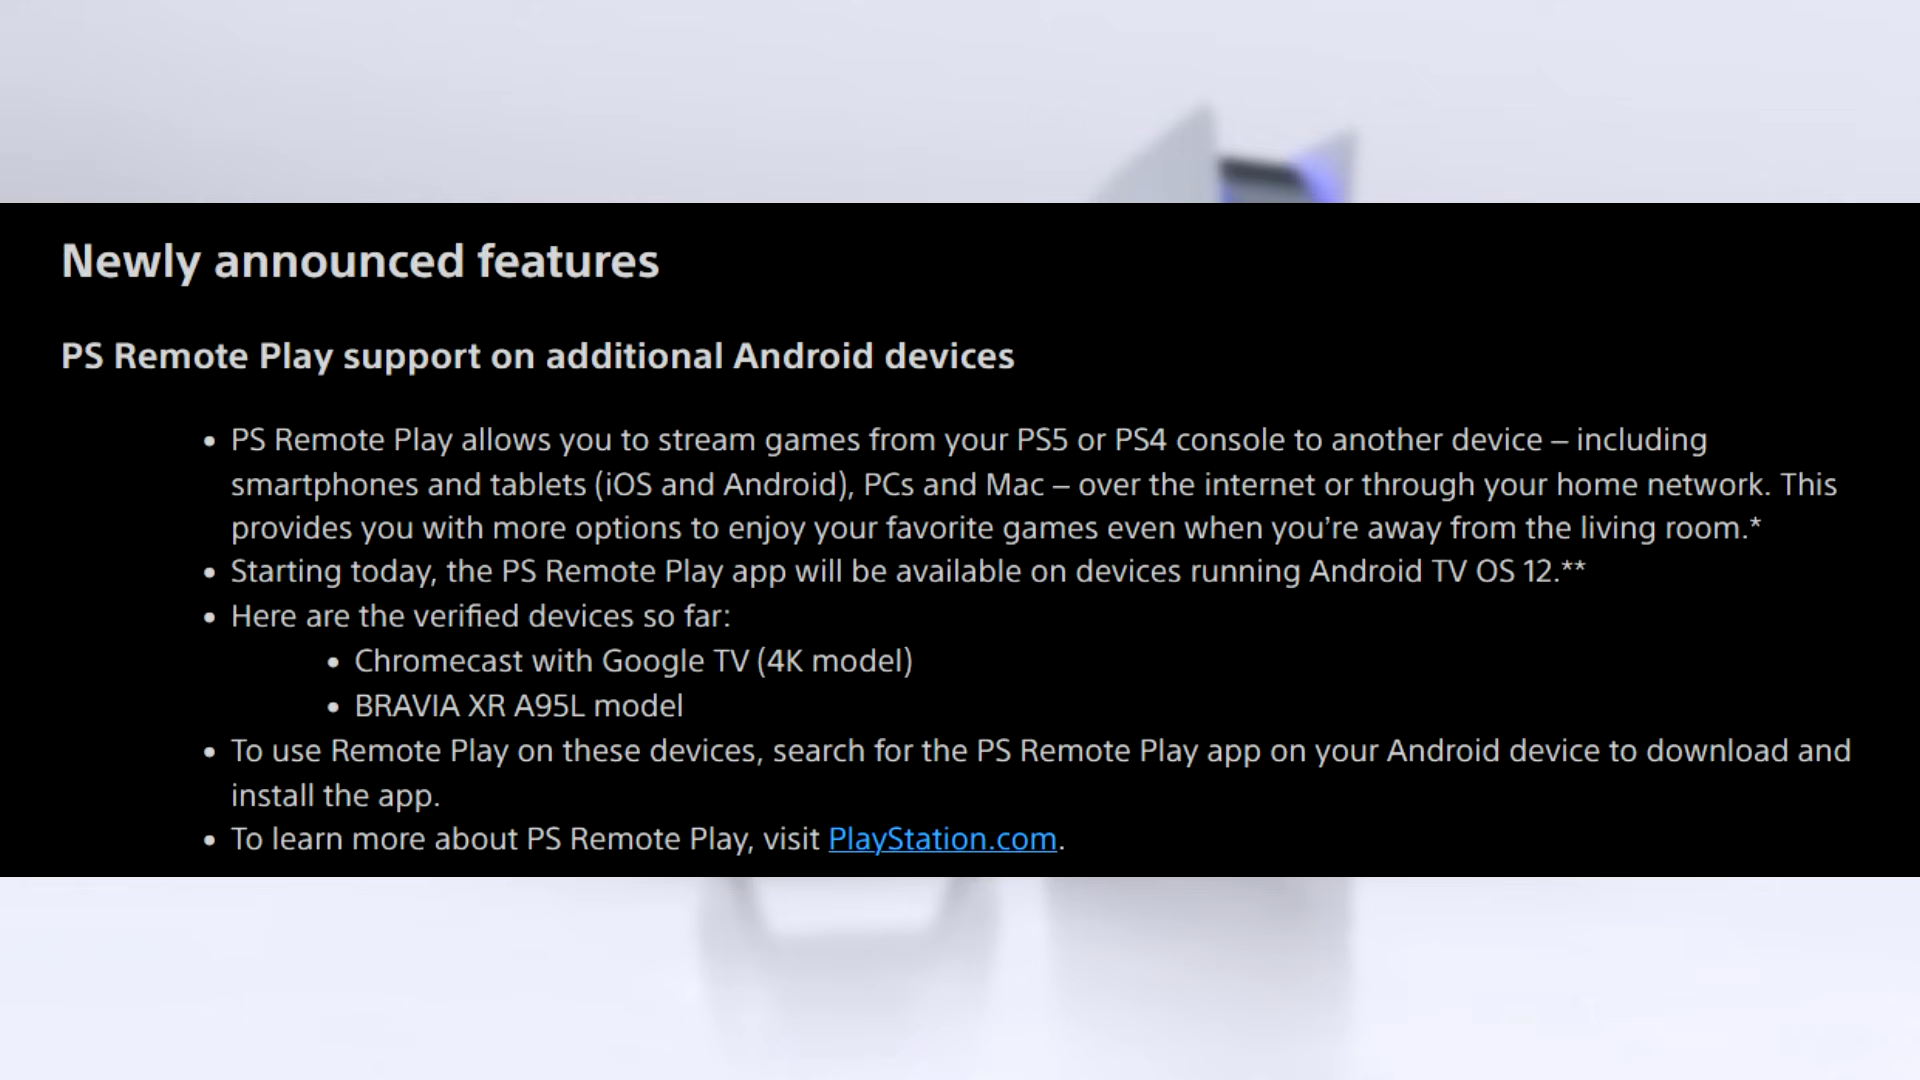 Newly announced features
PS Remote Play support on additional Android devices
• PS Remote Play allows you to stream games from your PS5 or PS4 console to another device – including
smartphones and tablets (iOS and Android), PCs and Mac – over the internet or through your home network. This
provides you with more options to enjoy your favorite games even when you’re away from the living room.*
• Starting today, the PS Remote Play app will be available on devices running Android TV OS 12.**
• Here are the verified devices so far:
• Chromecast with Google TV (4K model)
• BRAVIA XR A95L model
• To use Remote Play on these devices, search for the PS Remote Play app on your Android device to download and
install the app.
• To learn more about PS Remote Play, visit PlayStation.com.